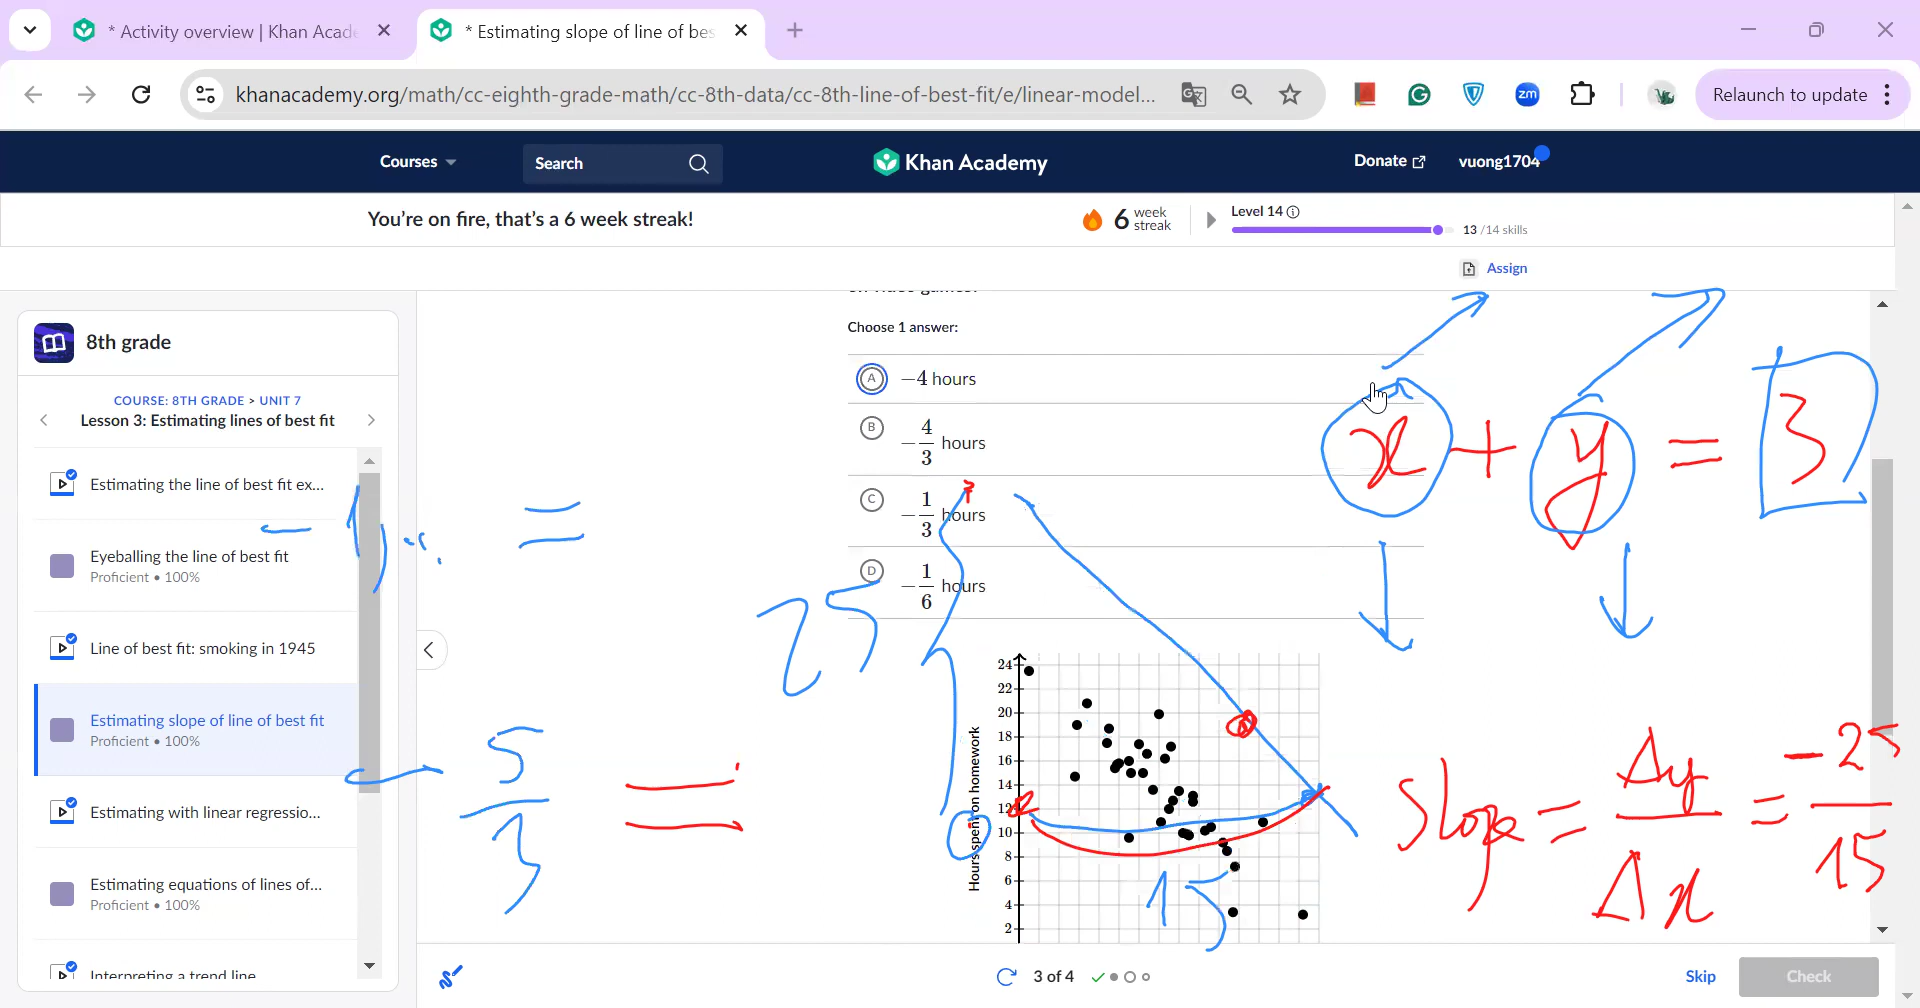 * Activity overview | Khan Acade
* Estimating slope of line of bes
khanacademy.org/math/cc-eighth-grade-math/cc-8th-data/cc-8th-line-of-best-fit/e/linear-model...
zm
Relaunch to update
Courses
Search
Khan Academy
Donate
vuong1704
You're on fire, that's a 6 week streak!
6 week streak
Level 14
13 /14 skills
Assign
8th grade
COURSE: 8TH GRADE > UNIT 7
Lesson 3: Estimating lines of best fit
Estimating the line of best fit ex...
Eyeballing the line of best fit
Proficient • 100%
Line of best fit: smoking in 1945
Estimating slope of line of best fit
Proficient • 100%
Estimating with linear regressio...
Estimating equations of lines of...
Proficient • 100%
Interpreting a trend line
on video games?
Choose 1 answer:
A −4 hours
B −4/3 hours
C −1/3 hours
D −1/6 hours
x + y = 3
=
25
24
22
20
18
16
14
12
10
8
6
4
2
Hours spent on homework
0
15
− 5/3 =
Slope = Δy/Δx = −25/15
3 of 4
Skip
Check